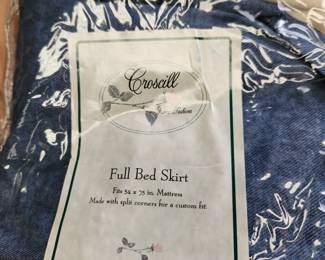 Croscill
Full Bed Skirt
Fits 54 x 75 in. Mattress
Made with split corners for a custom fit.